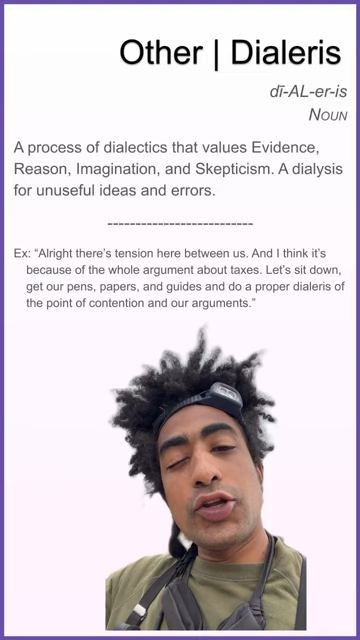 Other | Dialeris
dī-AL-er-is
Noun
A process of dialectics that values Evidence,
Reason, Imagination, and Skepticism. A dialysis
for unuseful ideas and errors.
---------------------------
Ex: “Alright there’s tension here between us. And I think it’s
because of the whole argument about taxes. Let’s sit down,
get our pens, papers, and guides and do a proper dialeris of
the point of contention and our arguments.”